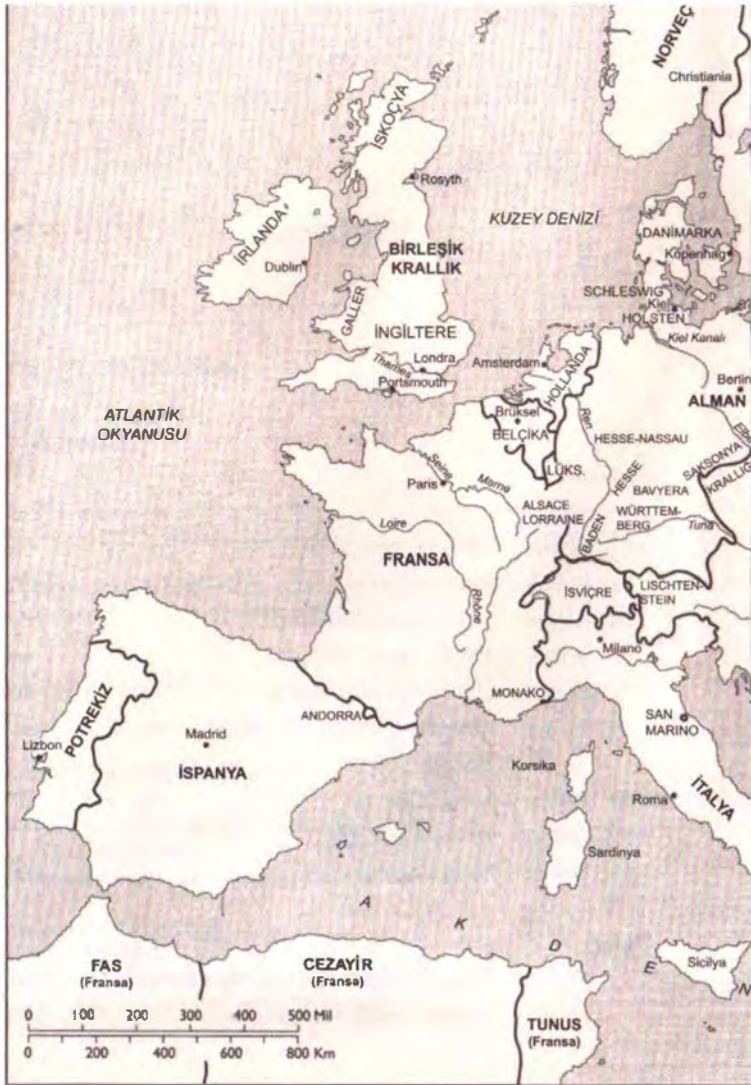 NORVEÇ
Christiania
İSKOÇYA
Rosyth
KUZEY DENİZİ
DANİMARKA
Kopenhag
İRLANDA
Dublin
BİRLEŞİK
KRALLIK
GALLER
İNGİLTERE
SCHLESWIG
Kiel
HOLSTEN
Kiel Kanalı
Thames
Londra
Portsmouth
Amsterdam
HOLLANDA
Berlin
ALMAN
ATLANTİK
OKYANUSU
Brüksel
BELÇİKA
Ren
HESSE-NASSAU
Elbe
SAKSONYA
KRALLIĞI
LÜKS.
HESSE
Seine
Marna
Paris
BAVYERA
ALSACE
LORRAINE
WÜRTTEM-
BERG
BADEN
Tuna
Loire
FRANSA
Rhône
İSVİÇRE
LISCHTEN-
STEIN
Milano
MONAKO
ANDORRA
SAN
MARINO
POTREKİZ
Lizbon
Madrid
İSPANYA
Korsika
Roma
İTALYA
Sardinya
A K D E N
Sicilya
FAS
(Fransa)
CEZAYİR
(Fransa)
TUNUS
(Fransa)
0 100 200 300 400 500 Mil
0 200 400 600 800 Km